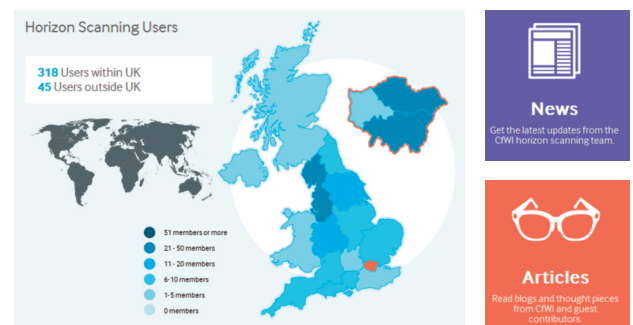 Horizon Scanning Users
318 Users within UK
45 Users outside UK
51 members or more
21 - 50 members
11 - 20 members
6-10 members
1-5 members
0 members
News
Get the latest updates from the
CfWI horizon scanning team.
Articles
Read blogs and thought pieces
from CfWI and guest
contributors.